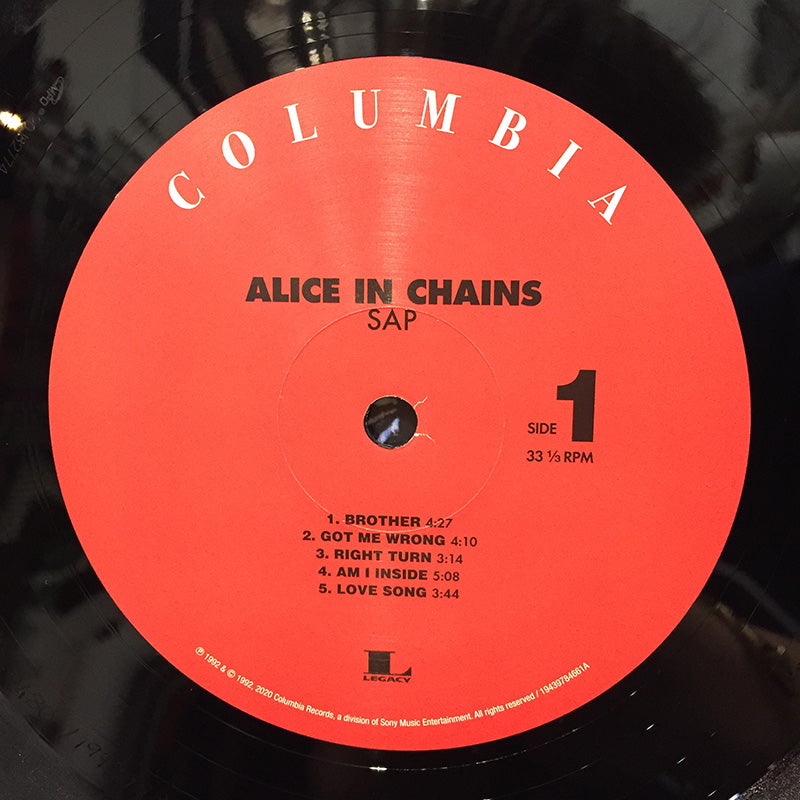 COLUMBIA
ALICE IN CHAINS
SAP
SIDE 1
33 ⅓ RPM
1. BROTHER 4:27
2. GOT ME WRONG 4:10
3. RIGHT TURN 3:14
4. AM I INSIDE 5:08
5. LOVE SONG 3:44
L
LEGACY
℗ 1992 & © 1992, 2020 Columbia Records, a division of Sony Music Entertainment. All rights reserved / 19439784661A